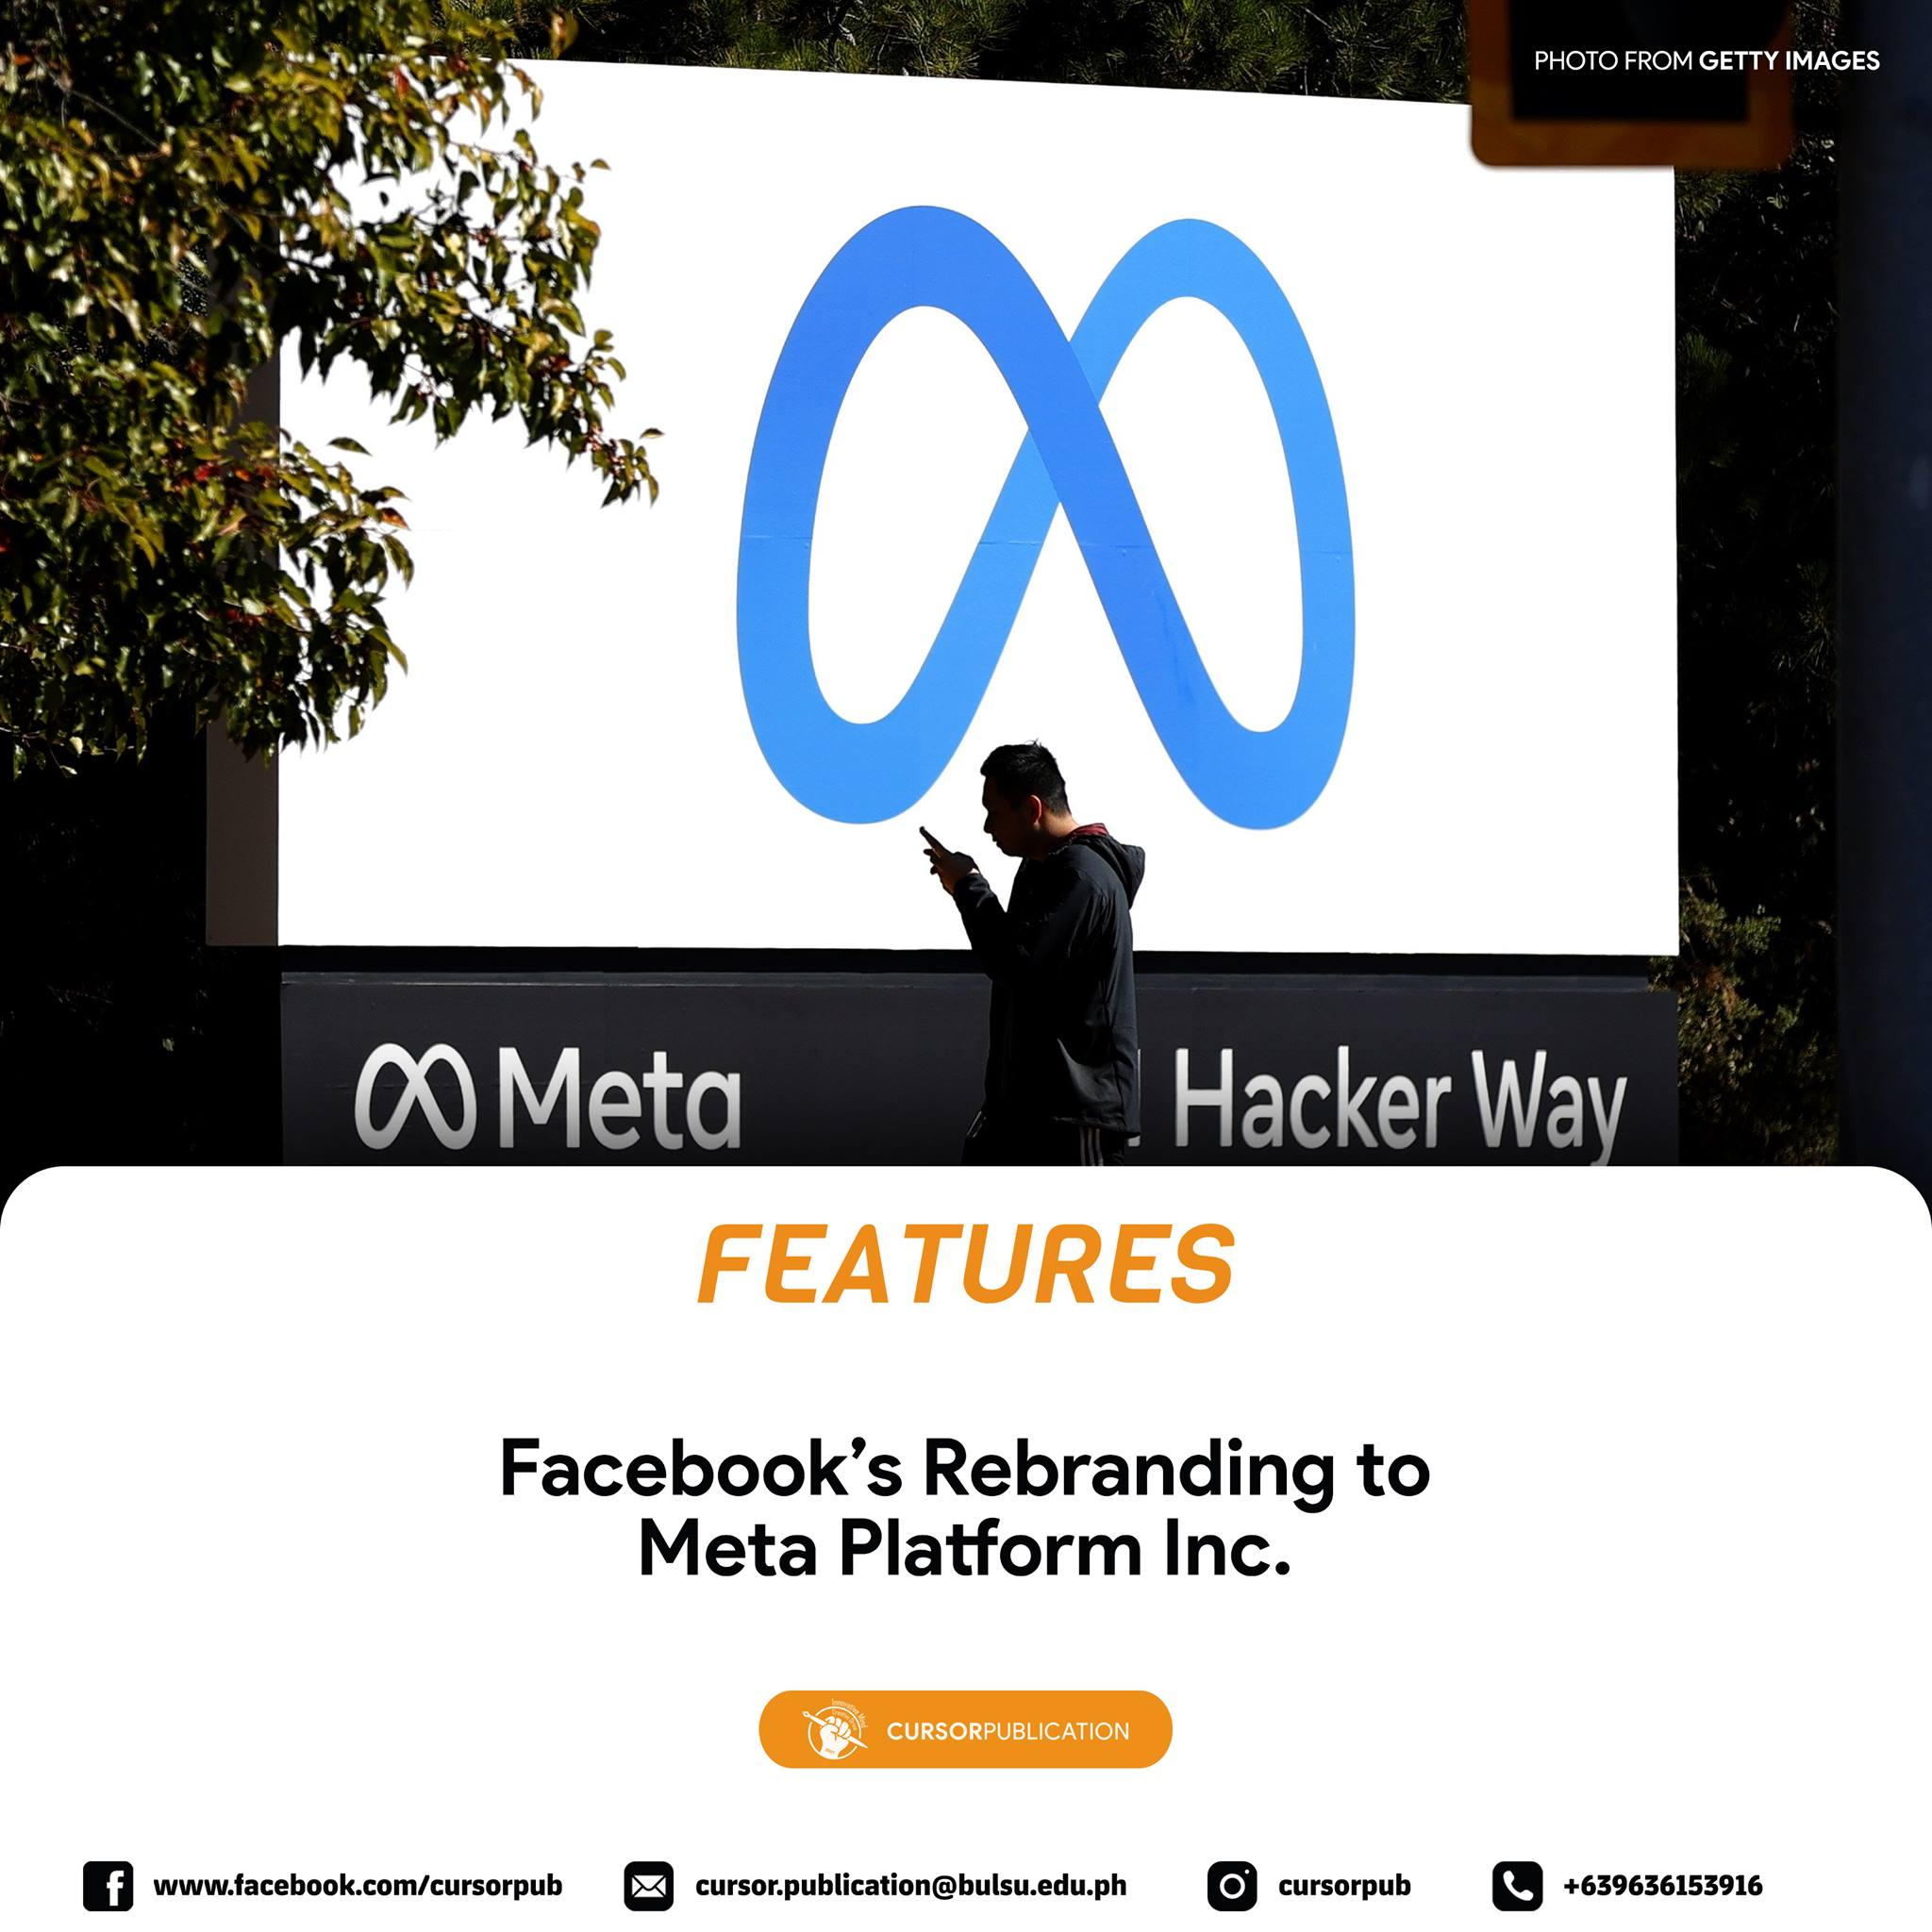 PHOTO FROM GETTY IMAGES
Meta
Hacker Way
FEATURES
Facebook’s Rebranding to
Meta Platform Inc.
CURSORPUBLICATION
www.facebook.com/cursorpub
cursor.publication@bulsu.edu.ph
cursorpub
+639636153916